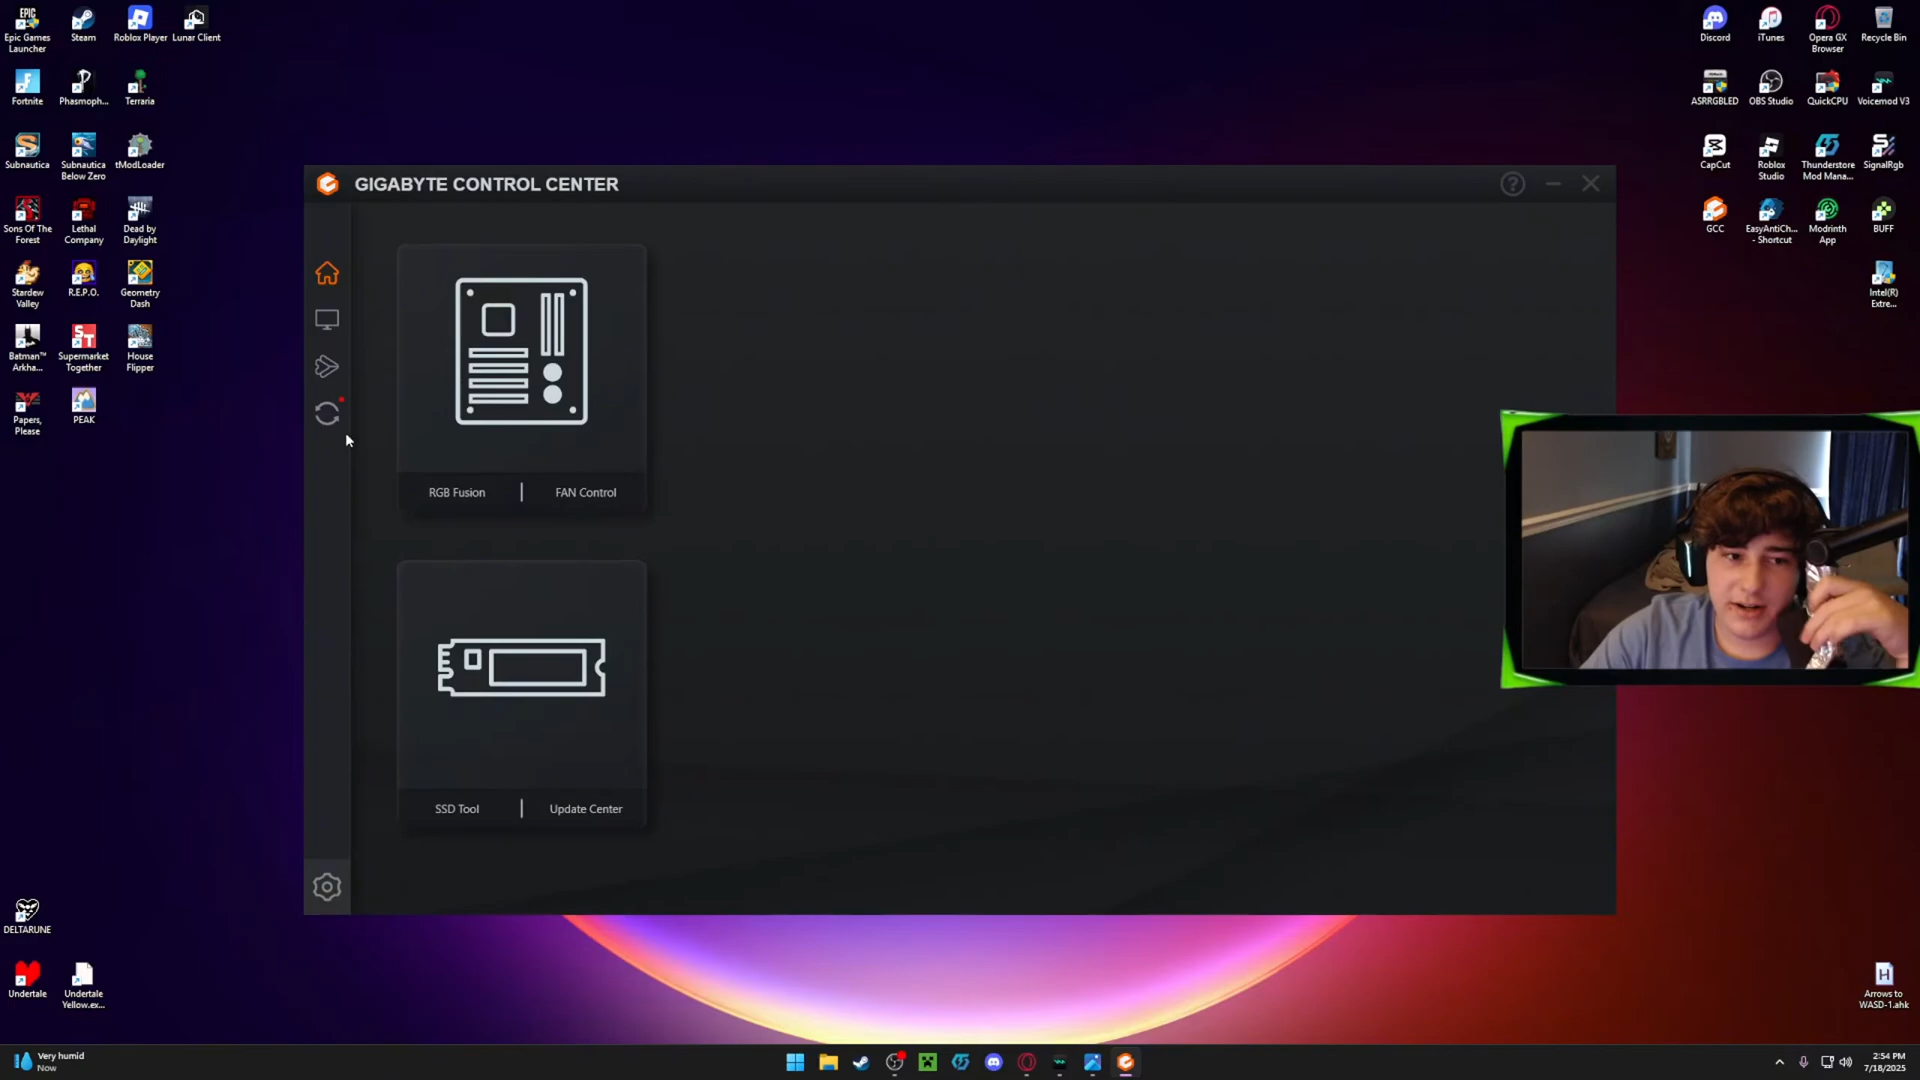 Epic Games
Launcher
Steam
Roblox Player
Lunar Client
Fortnite
Phasmoph...
Terraria
Subnautica
Subnautica
Below Zero
tModLoader
Sons Of The
Forest
Lethal
Company
Dead by
Daylight
Stardew
Valley
R.E.P.O.
Geometry
Dash
Batman™
Arkha...
Supermarket
Together
House
Flipper
Papers,
Please
PEAK
DELTARUNE
Undertale
Undertale
Yellow.ex...
GIGABYTE CONTROL CENTER
RGB Fusion | FAN Control
SSD Tool | Update Center
Discord
iTunes
Opera GX
Browser
Recycle Bin
ASRRGBLED
OBS Studio
QuickCPU
Voicemod V3
CapCut
Roblox
Studio
Thunderstore
Mod Mana...
SignalRgb
GCC
EasyAntiCh...
- Shortcut
Modrinth
App
BUFF
Intel(R)
Extre...
Arrows to
WASD-1.ahk
Very humid
Now
2:54 PM
7/18/2025